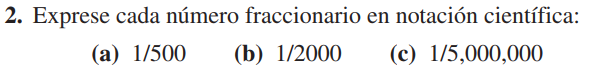 2. Exprese cada número fraccionario en notación científica:
(a) 1/500 (b) 1/2000 (c) 1/5,000,000